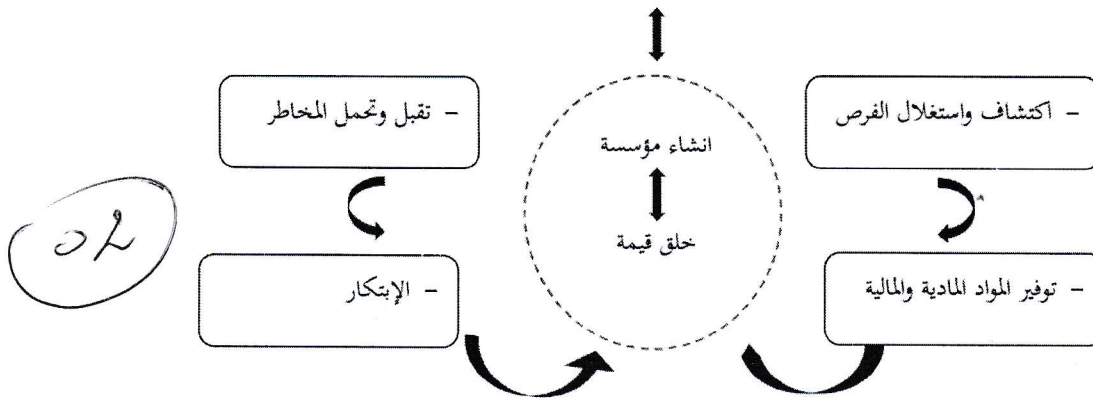 - اكتشاف واستغلال الفرص
- تقبل وتحمل المخاطر
انشاء مؤسسة
خلق قيمة
- توفير المواد المادية والمالية
- الإبتكار